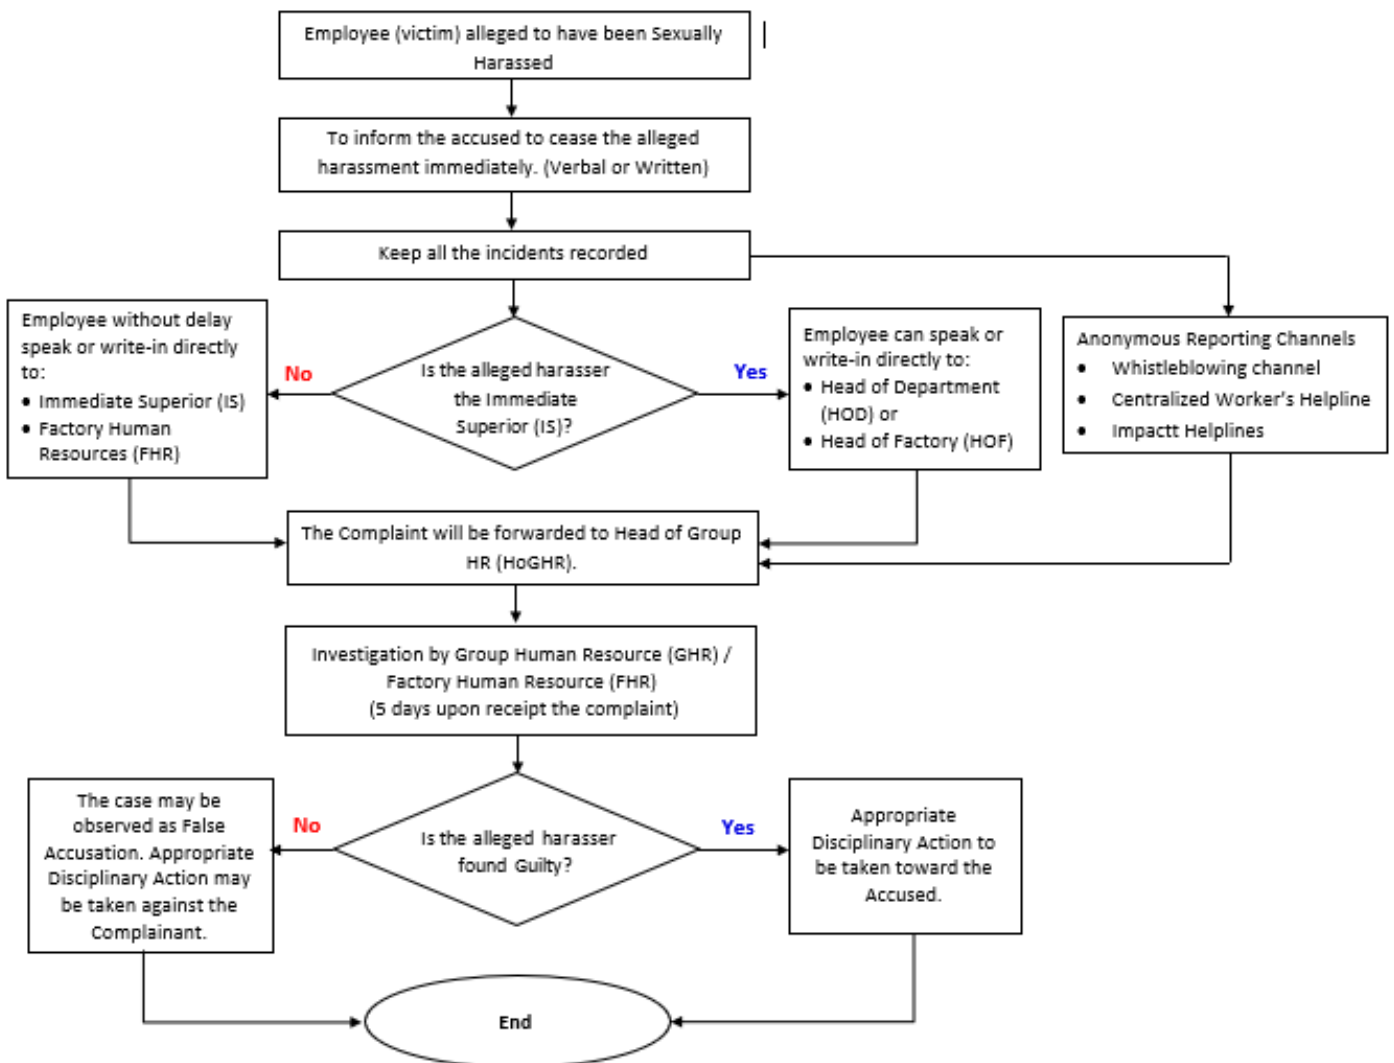 Employee (victim) alleged to have been Sexually
Harassed
To inform the accused to cease the alleged
harassment immediately. (Verbal or Written)
Keep all the incidents recorded
Employee without delay
speak or write-in directly
to:
• Immediate Superior (IS)
• Factory Human
Resources (FHR)
No
Is the alleged harasser
the Immediate
Superior (IS)?
Yes
Employee can speak or
write-in directly to:
• Head of Department
(HOD) or
• Head of Factory (HOF)
Anonymous Reporting Channels
• Whistleblowing channel
• Centralized Worker's Helpline
• Impactt Helplines
The Complaint will be forwarded to Head of Group
HR (HoGHR).
Investigation by Group Human Resource (GHR) /
Factory Human Resource (FHR)
(5 days upon receipt the complaint)
The case may be
observed as False
Accusation. Appropriate
Disciplinary Action may
be taken against the
Complainant.
No
Is the alleged harasser
found Guilty?
Yes
Appropriate
Disciplinary Action to
be taken toward the
Accused.
End